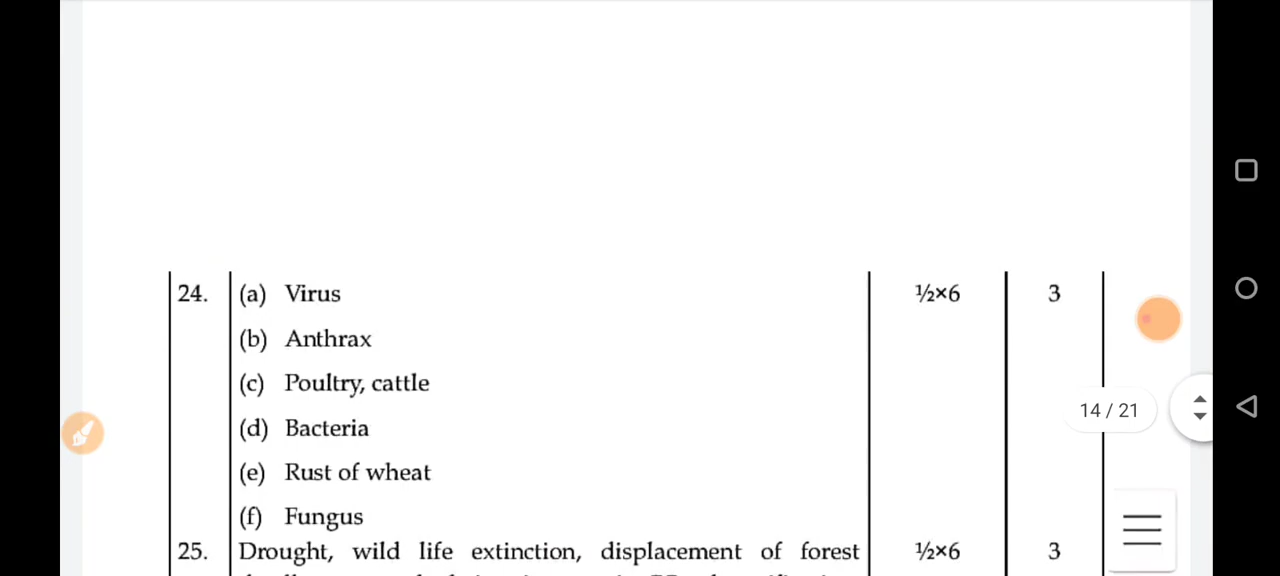 24. (a) Virus ½×6 3
(b) Anthrax
(c) Poultry, cattle
14 / 21
(d) Bacteria
(e) Rust of wheat
(f) Fungus
25. Drought, wild life extinction, displacement of forest ½×6 3